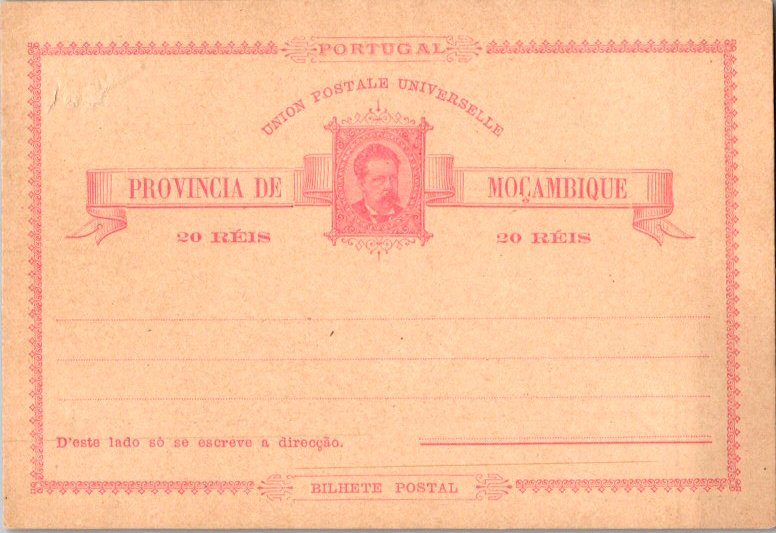 PORTUGAL
UNION POSTALE UNIVERSELLE
PROVINCIA DE MOÇAMBIQUE
20 RÉIS 20 RÉIS
D'este lado só se escreve a direcção.
BILHETE POSTAL